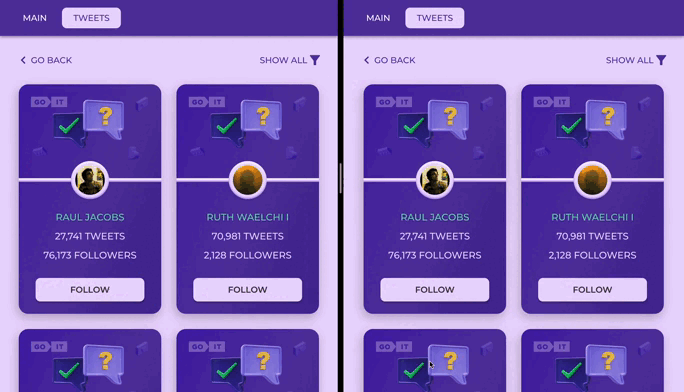 MAIN TWEETS
GO BACK SHOW ALL
GO IT
?
GO IT
?
RAUL JACOBS
27,741 TWEETS
76,173 FOLLOWERS
FOLLOW
RUTH WAELCHI I
70,981 TWEETS
2,128 FOLLOWERS
FOLLOW
GO IT
?
GO IT
?
MAIN TWEETS
GO BACK SHOW ALL
GO IT
?
GO IT
?
RAUL JACOBS
27,741 TWEETS
76,173 FOLLOWERS
FOLLOW
RUTH WAELCHI I
70,981 TWEETS
2,128 FOLLOWERS
FOLLOW
GO IT
?
GO IT
?